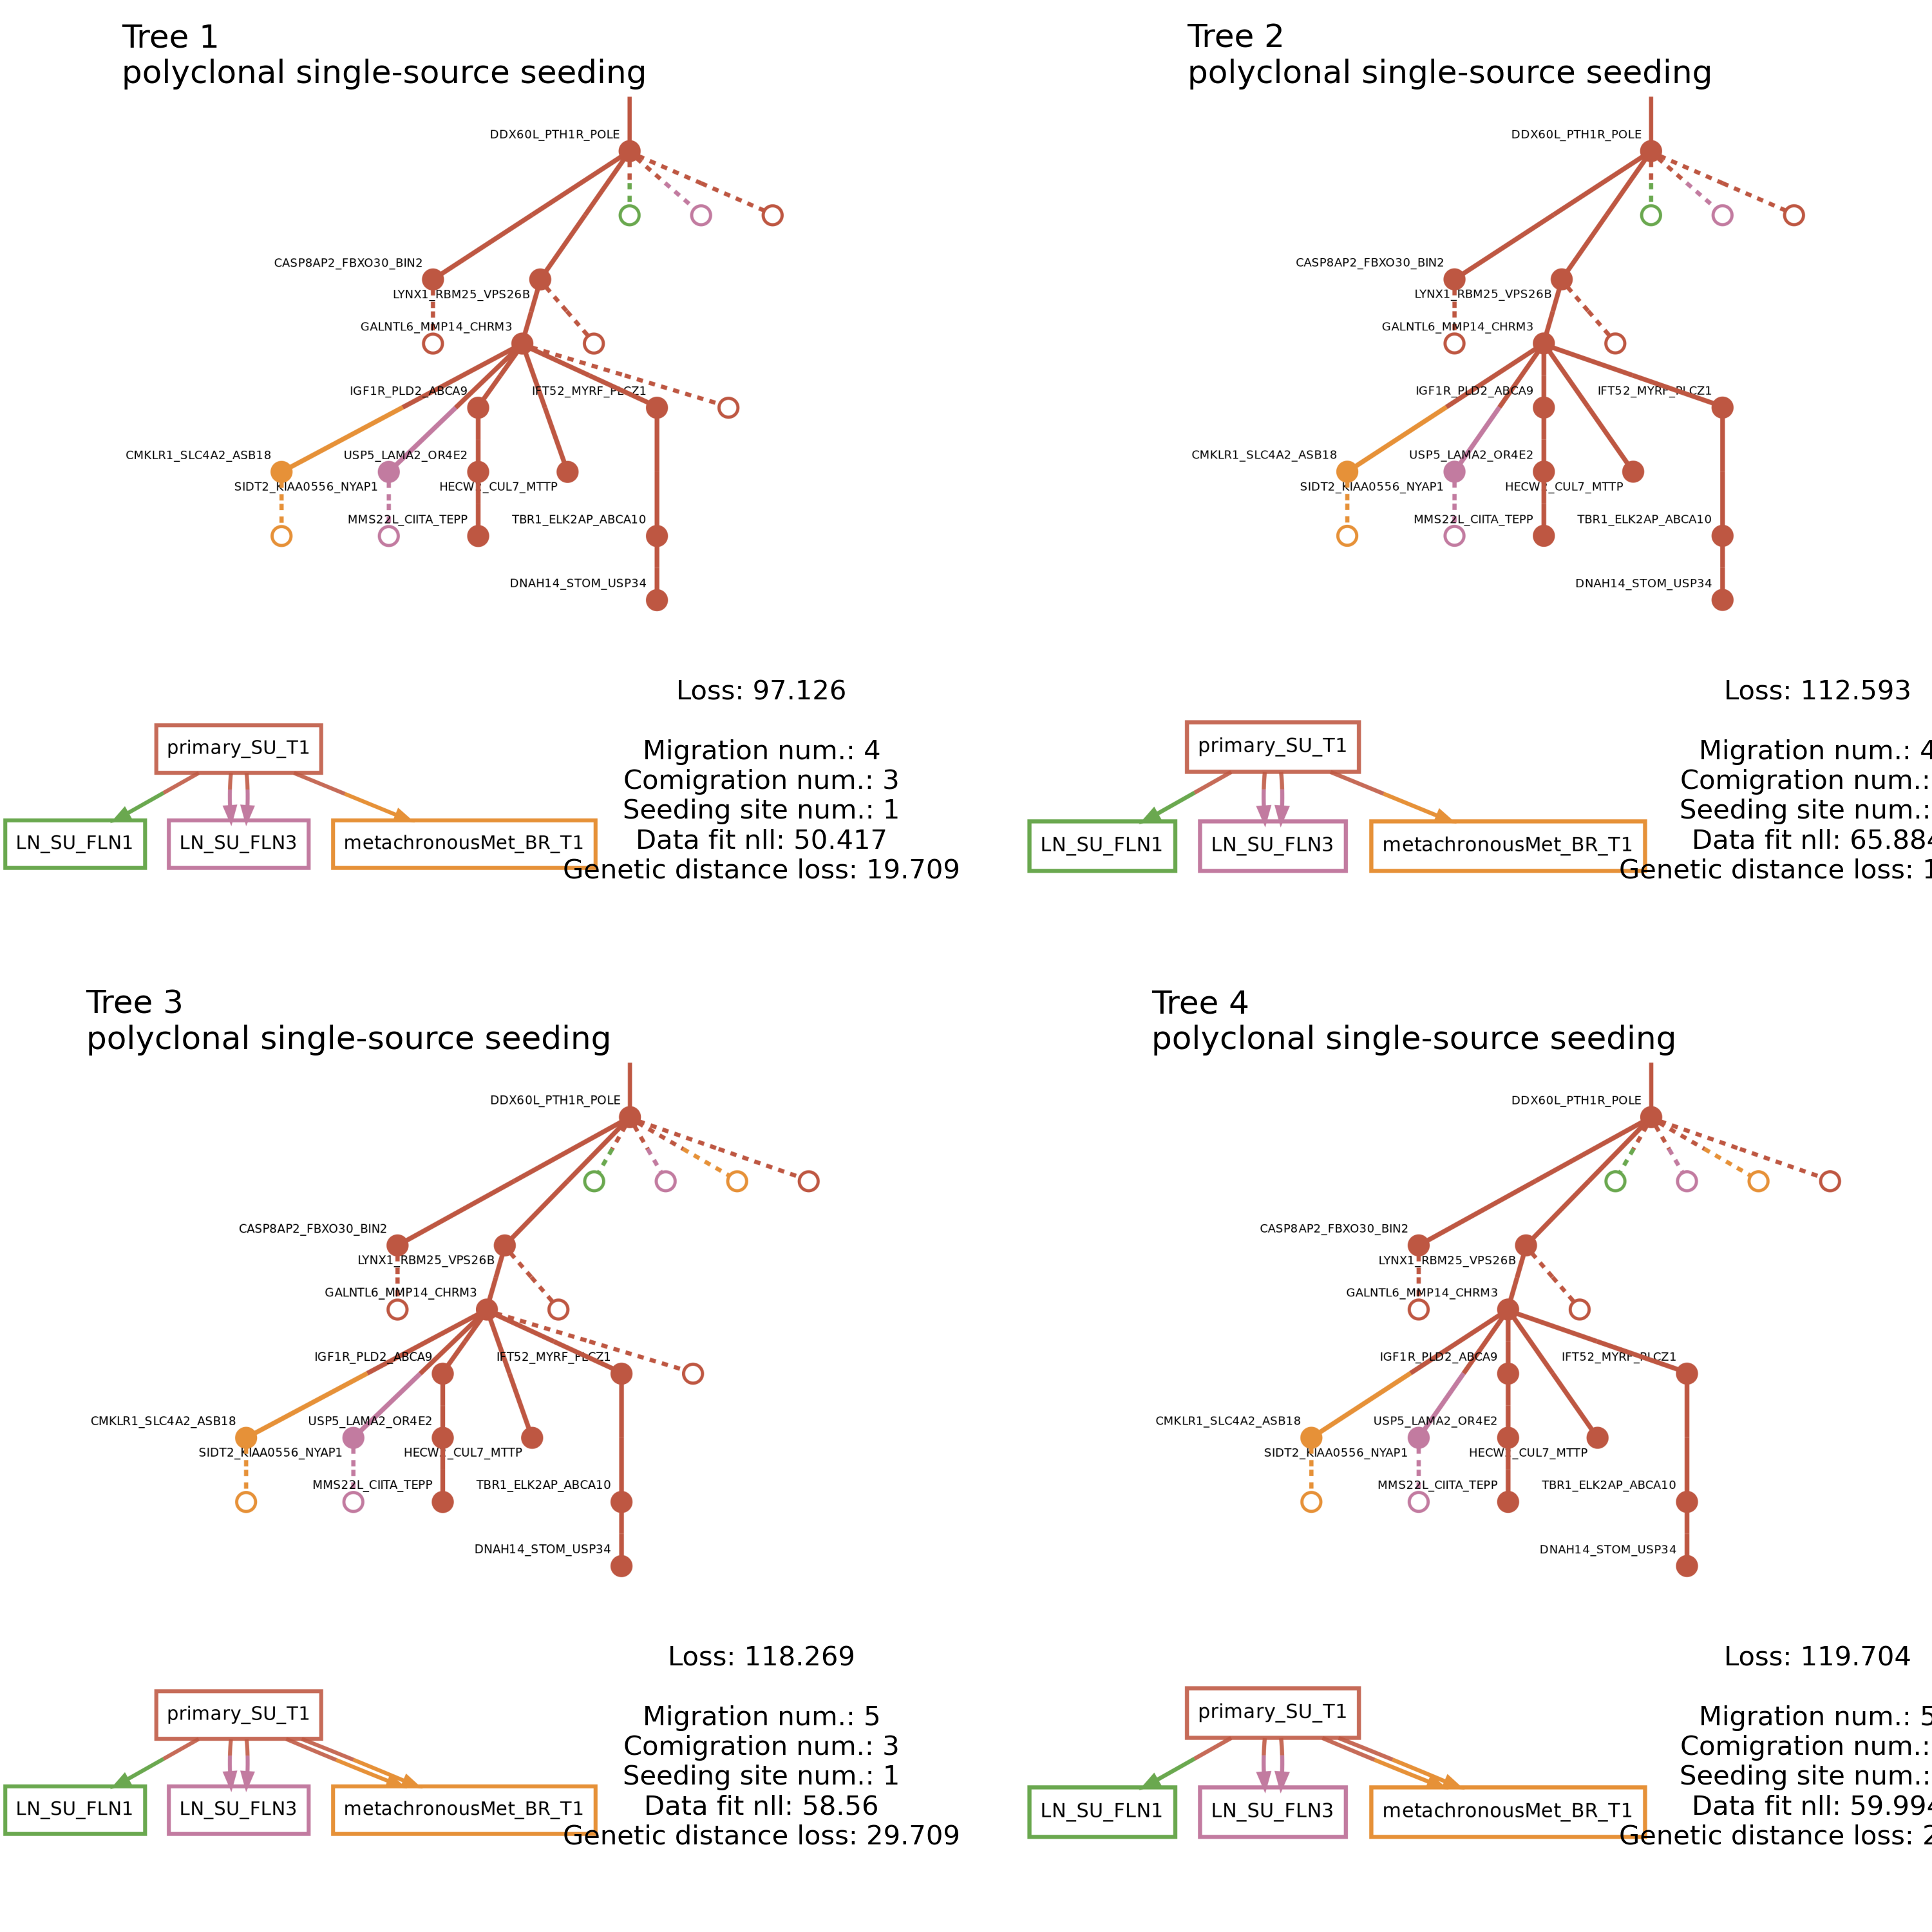 Tree 1
polyclonal single-source seeding
DDX60L_PTH1R_POLE
CASP8AP2_FBXO30_BIN2
LYNX1_RBM25_VPS26B
GALNTL6_MMP14_CHRM3
IGF1R_PLD2_ABCA9
IFT52_MYRF_PLCZ1
CMKLR1_SLC4A2_ASB18
USP5_LAMA2_OR4E2
SIDT2_KIAA0556_NYAP1
CUL7_MTTP
MMS22L_CIITA_TEPP
TBR1_ELK2AP_ABCA10
DNAH14_STOM_USP34
Loss: 97.126
primary_SU_T1
LN_SU_FLN1
LN_SU_FLN3
metachronousMet_BR_T1
Migration num.: 4
Comigration num.: 3
Seeding site num.: 1
Data fit nll: 50.417
Genetic distance loss: 19.709
Tree 2
polyclonal single-source seeding
DDX60L_PTH1R_POLE
CASP8AP2_FBXO30_BIN2
LYNX1_RBM25_VPS26B
GALNTL6_MMP14_CHRM3
IGF1R_PLD2_ABCA9
IFT52_MYRF_PLCZ1
CMKLR1_SLC4A2_ASB18
USP5_LAMA2_OR4E2
SIDT2_KIAA0556_NYAP1
CUL7_MTTP
MMS22L_CIITA_TEPP
TBR1_ELK2AP_ABCA10
DNAH14_STOM_USP34
Loss: 112.593
primary_SU_T1
LN_SU_FLN1
LN_SU_FLN3
metachronousMet_BR_T1
Migration num.: 4
Comigration num.:
Seeding site num.:
Data fit nll: 65.884
Genetic distance loss: 1
Tree 3
polyclonal single-source seeding
DDX60L_PTH1R_POLE
CASP8AP2_FBXO30_BIN2
LYNX1_RBM25_VPS26B
GALNTL6_MMP14_CHRM3
IGF1R_PLD2_ABCA9
IFT52_MYRF_PLCZ1
CMKLR1_SLC4A2_ASB18
USP5_LAMA2_OR4E2
SIDT2_KIAA0556_NYAP1
CUL7_MTTP
MMS22L_CIITA_TEPP
TBR1_ELK2AP_ABCA10
DNAH14_STOM_USP34
Loss: 118.269
primary_SU_T1
LN_SU_FLN1
LN_SU_FLN3
metachronousMet_BR_T1
Migration num.: 5
Comigration num.: 3
Seeding site num.: 1
Data fit nll: 58.56
Genetic distance loss: 29.709
Tree 4
polyclonal single-source seeding
DDX60L_PTH1R_POLE
CASP8AP2_FBXO30_BIN2
LYNX1_RBM25_VPS26B
GALNTL6_MMP14_CHRM3
IGF1R_PLD2_ABCA9
IFT52_MYRF_PLCZ1
CMKLR1_SLC4A2_ASB18
USP5_LAMA2_OR4E2
SIDT2_KIAA0556_NYAP1
CUL7_MTTP
MMS22L_CIITA_TEPP
TBR1_ELK2AP_ABCA10
DNAH14_STOM_USP34
Loss: 119.704
primary_SU_T1
LN_SU_FLN1
LN_SU_FLN3
metachronousMet_BR_T1
Migration num.: 5
Comigration num.:
Seeding site num.:
Data fit nll: 59.994
Genetic distance loss: 2